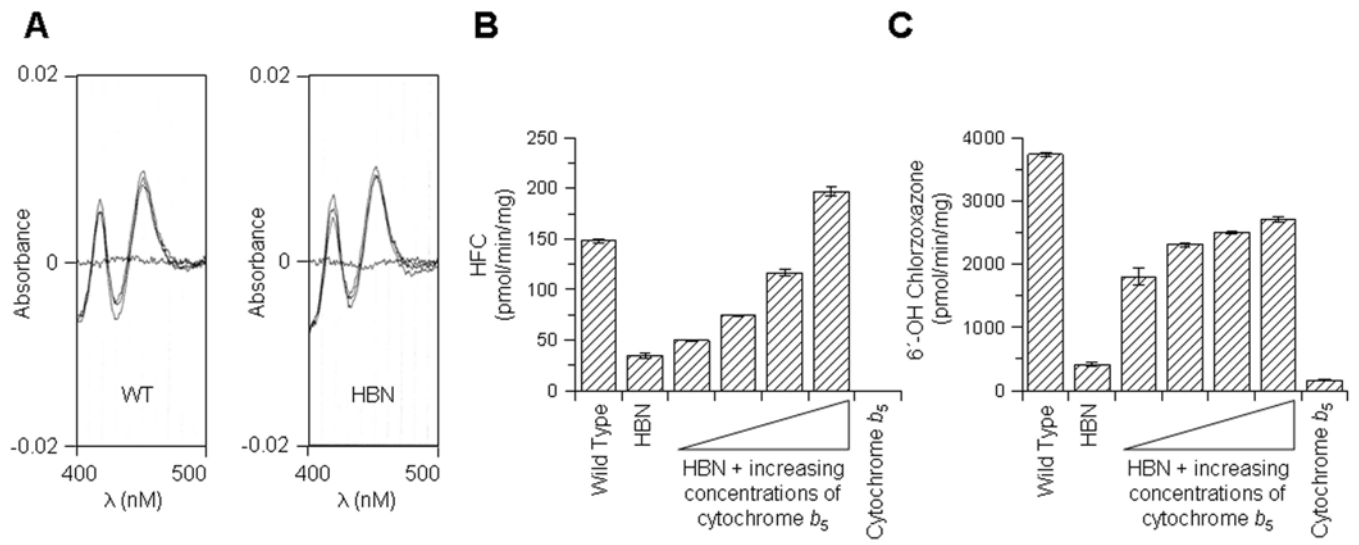 A
0.02
0
-0.02
Absorbance
WT
400
500
λ (nM)
0.02
0
-0.02
Absorbance
HBN
400
500
λ (nM)
B
HFC
(pmol/min/mg)
250
200
150
100
50
0
Wild Type
HBN
HBN + increasing
concentrations of
cytochrome b5
Cytochrome b5
C
6´-OH Chlorzoxazone
(pmol/min/mg)
4000
3000
2000
1000
0
Wild Type
HBN
HBN + increasing
concentrations of
cytochrome b5
Cytochrome b5